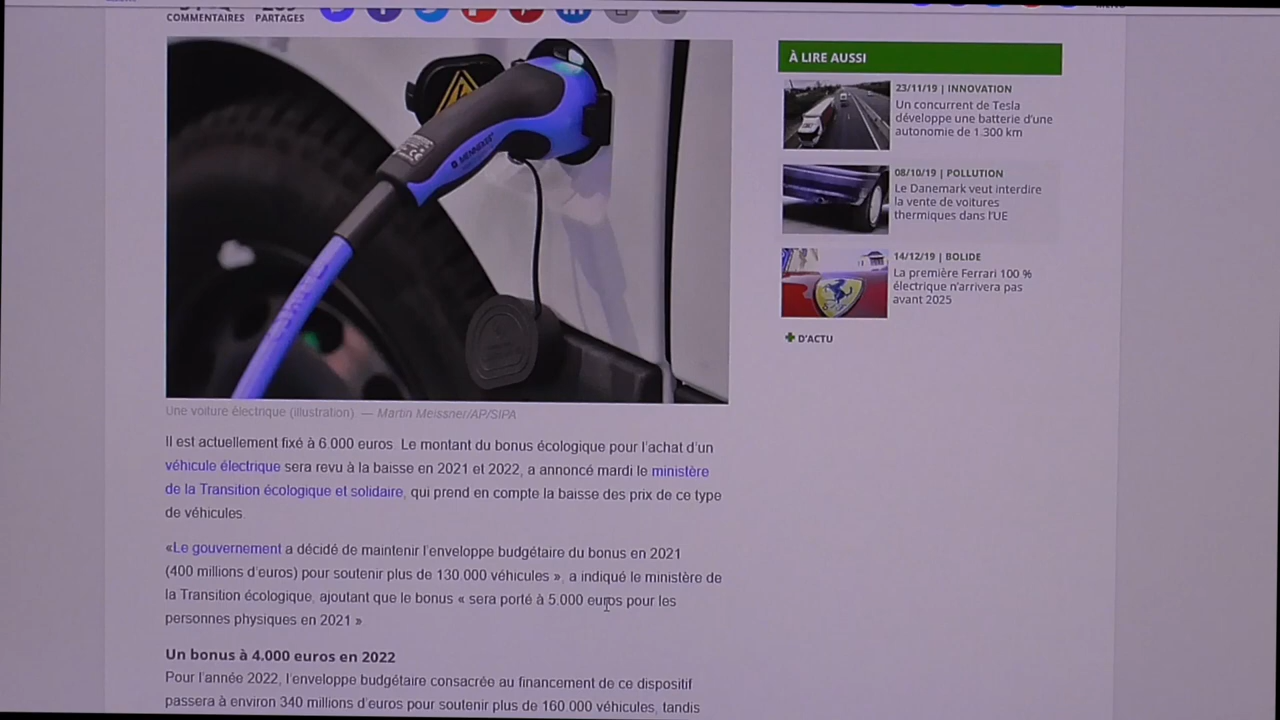 COMMENTAIRES PARTAGES
MENNEKES
Une voiture électrique (illustration) — Martin Meissner/AP/SIPA
Il est actuellement fixé à 6.000 euros. Le montant du bonus écologique pour l'achat d'un
véhicule électrique sera revu à la baisse en 2021 et 2022, a annoncé mardi le ministère
de la Transition écologique et solidaire, qui prend en compte la baisse des prix de ce type
de véhicules.
«Le gouvernement a décidé de maintenir l'enveloppe budgétaire du bonus en 2021
(400 millions d'euros) pour soutenir plus de 130.000 véhicules », a indiqué le ministère de
la Transition écologique, ajoutant que le bonus « sera porté à 5.000 euros pour les
personnes physiques en 2021 »
Un bonus à 4.000 euros en 2022
Pour l'année 2022, l'enveloppe budgétaire consacrée au financement de ce dispositif
passera à environ 340 millions d'euros pour soutenir plus de 160.000 véhicules, tandis
À LIRE AUSSI
23/11/19 | INNOVATION
Un concurrent de Tesla
développe une batterie d'une
autonomie de 1.300 km
08/10/19 | POLLUTION
Le Danemark veut interdire
la vente de voitures
thermiques dans l'UE
14/12/19 | BOLIDE
La première Ferrari 100 %
électrique n'arrivera pas
avant 2025
D'ACTU